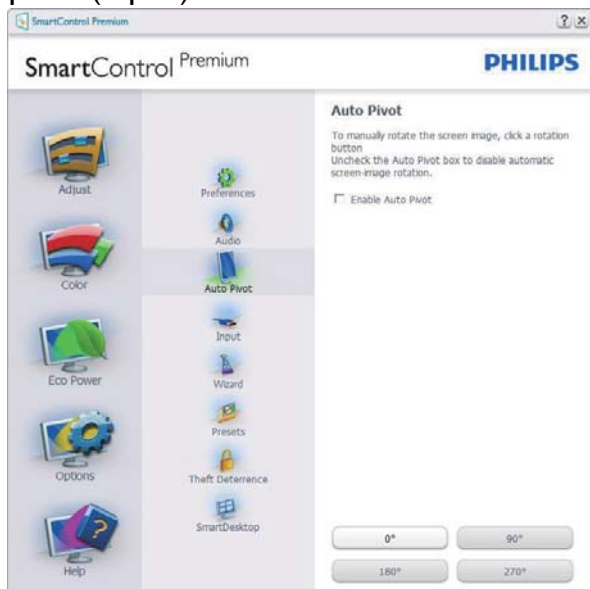 SmartControl Premium
SmartControl Premium
PHILIPS
Adjust
Color
Eco Power
Options
Help
Preferences
Audio
Auto Pivot
Input
Wizard
Presets
Theft Deterrence
SmartDesktop
Auto Pivot
To manually rotate the screen image, click a rotation
button
Uncheck the Auto Pivot box to disable automatic
screen-image rotation.
Enable Auto Pivot
0°
90°
180°
270°